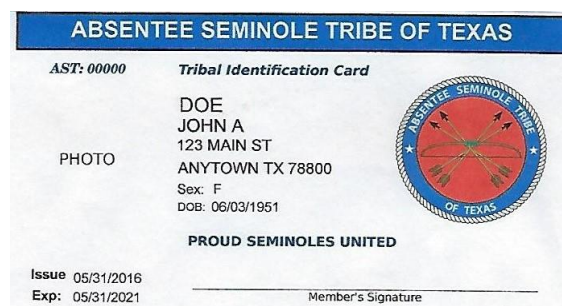 ABSENTEE SEMINOLE TRIBE OF TEXAS
AST: 00000 Tribal Identification Card
DOE
JOHN A
123 MAIN ST
PHOTO
ANYTOWN TX 78800
Sex: F
DOB: 06/03/1951
ABSENTEE SEMINOLE TRIBE
OF TEXAS
PROUD SEMINOLES UNITED
Issue 05/31/2016
Exp: 05/31/2021
Member's Signature